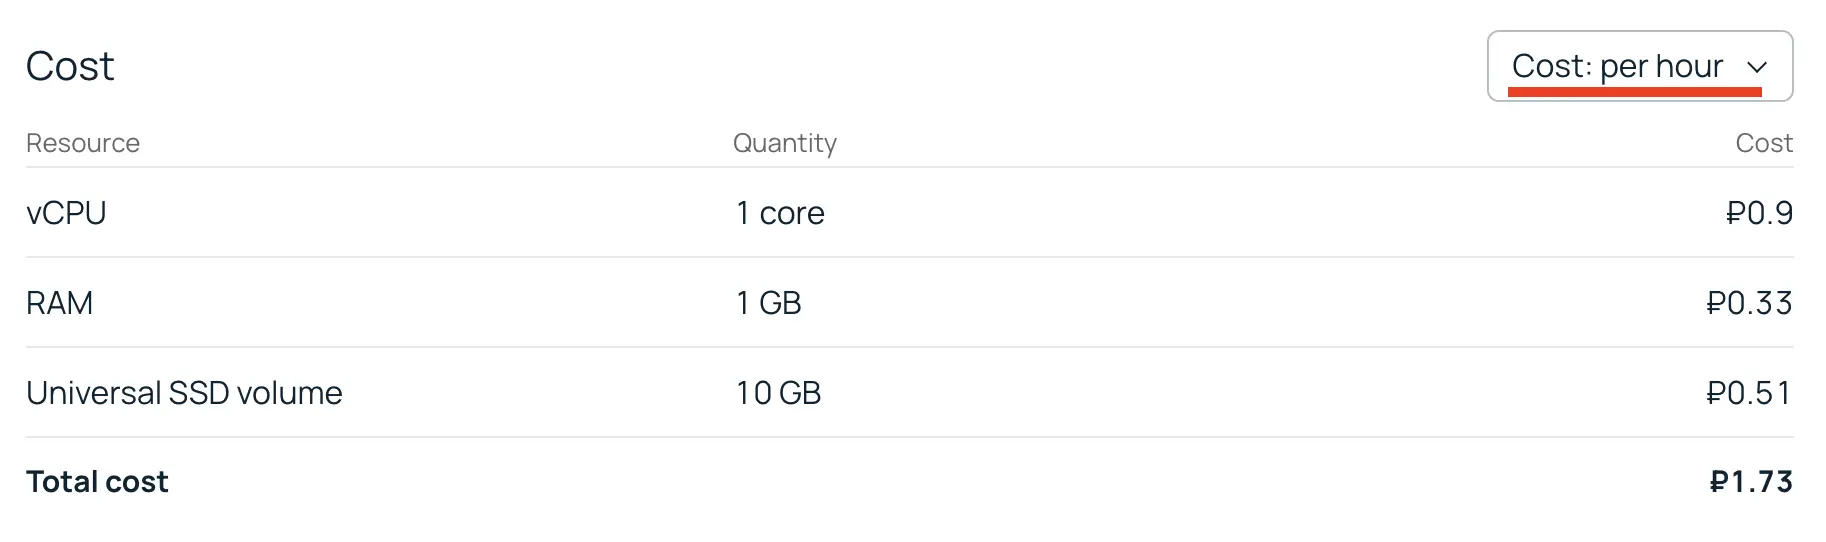 Cost
Cost: per hour
Resource Quantity Cost
vCPU 1 core ₽0.9
RAM 1 GB ₽0.33
Universal SSD volume 10 GB ₽0.51
Total cost ₽1.73